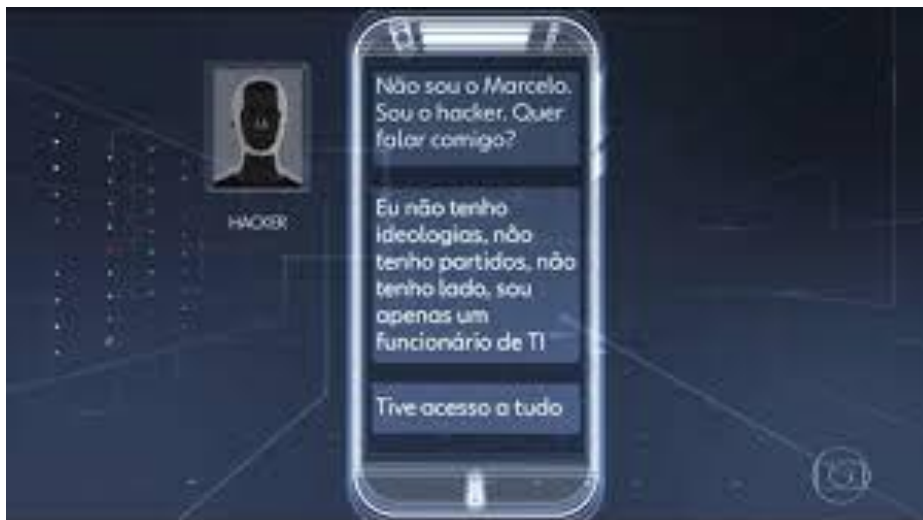 Não sou o Marcelo.
Sou o hacker. Quer
falar comigo?
HACKER
Eu não tenho
ideologias, não
tenho partidos, não
tenho lado, sou
apenas um
funcionário de TI
Tive acesso a tudo